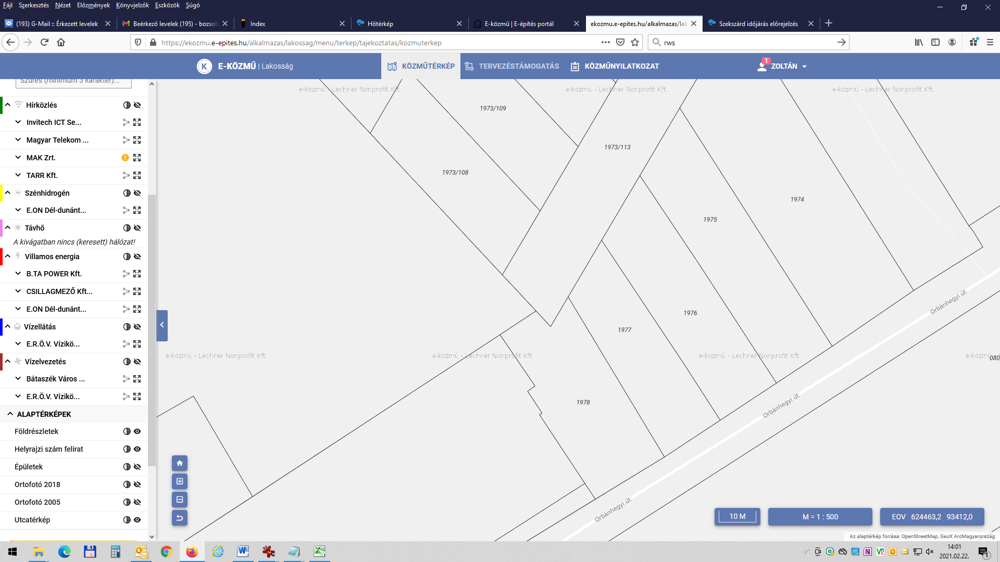 Fájl Szerkesztés Nézet Előzmények Könyvjelzők Eszközök Súgó
(193) G-Mail :: Érkezett levelek
Beérkező levelek (195) - bozsoli
Index
Hőtérkép
E-közmű | E-építés portál
ekozmu.e-epites.hu/alkalmazas/lak
Szekszárd időjárás előrejelzés
https://ekozmu.e-epites.hu/alkalmazas/lakossag/menu/terkep/tajekoztatas/kozmuterkep
rws
K E-KÖZMŰ | Lakosság
KÖZMŰTÉRKÉP
TERVEZÉSTÁMOGATÁS
KÖZMŰNYILATKOZAT
1
ZOLTÁN
Szűrés (minimum 3 karakter)...
Hírközlés
Invitech ICT Se...
Magyar Telekom ...
MAK Zrt.
TARR Kft.
Szénhidrogén
E.ON Dél-dunánt...
Távhő
A kivágatban nincs (keresett) hálózat!
Villamos energia
B.TA POWER Kft.
CSILLAGMEZŐ Kft...
E.ON Dél-dunánt...
Vízellátás
E.R.Ö.V. Vízikö...
Vízelvezetés
Bátaszék Város ...
E.R.Ö.V. Vízikö...
ALAPTÉRKÉPEK
Földrészletek
Helyrajzi szám felirat
Épületek
Ortofotó 2018
Ortofotó 2005
Utcatérkép
e-közmű - Lechner Nonprofit Kft.
e-közmű - Lechner Nonprofit Kft.
e-közmű - Lechner Nonprofit Kft.
1973/109
1973/113
1973/108
1974
1975
1976
1977
1978
Orbánhegyi út
e-közmű - Lechner Nonprofit Kft.
e-közmű - Lechner Nonprofit Kft.
e-közmű - Lechner Nonprofit Kft.
e-közmű
080
Orbánhegyi út
Orbánhegyi út
10 M
M = 1 : 500
EOV 624463,2 93412,0
Az alaptérkép forrása: OpenStreetMap, GeoX ArcMagyarország
14:01
2021.02.22.
1